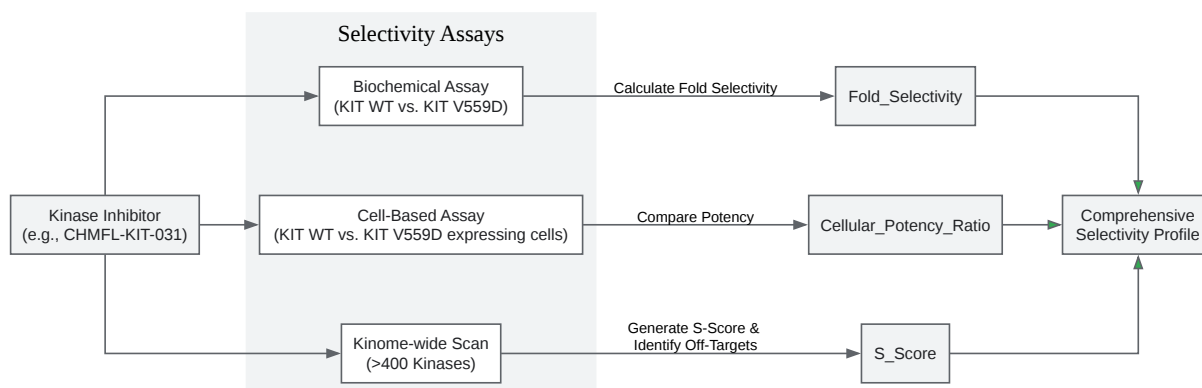 Selectivity Assays
Biochemical Assay
(KIT WT vs. KIT V559D)
Calculate Fold Selectivity
Fold_Selectivity
Kinase Inhibitor
(e.g., CHMFL-KIT-031)
Cell-Based Assay
(KIT WT vs. KIT V559D expressing cells)
Compare Potency
Cellular_Potency_Ratio
Comprehensive
Selectivity Profile
Kinome-wide Scan
(>400 Kinases)
Generate S-Score &
Identify Off-Targets
S_Score